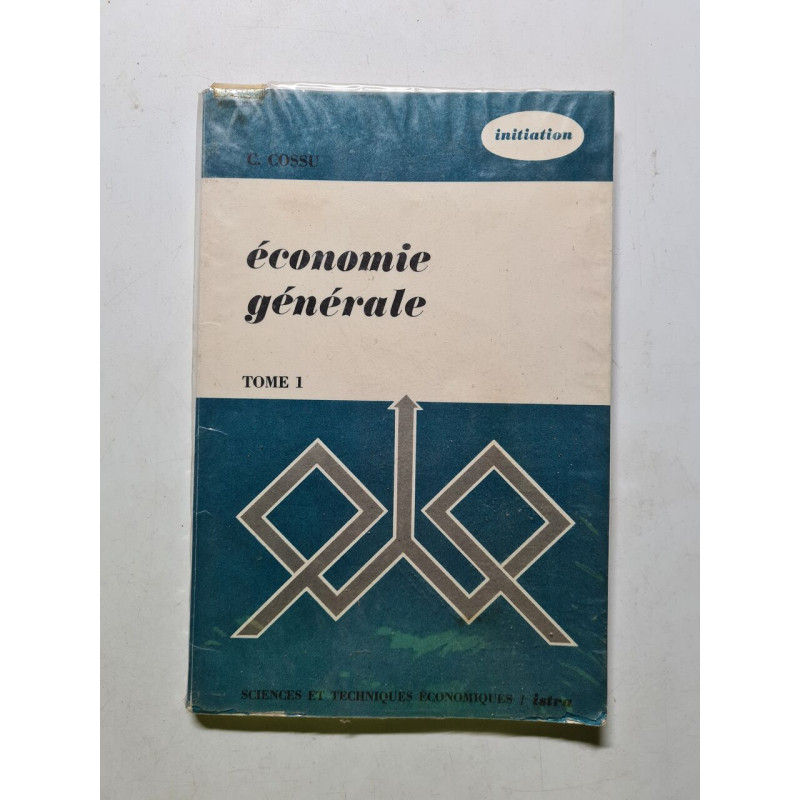 initiation
C. COSSU
économie
générale
TOME 1
SCIENCES ET TECHNIQUES ÉCONOMIQUES / istra